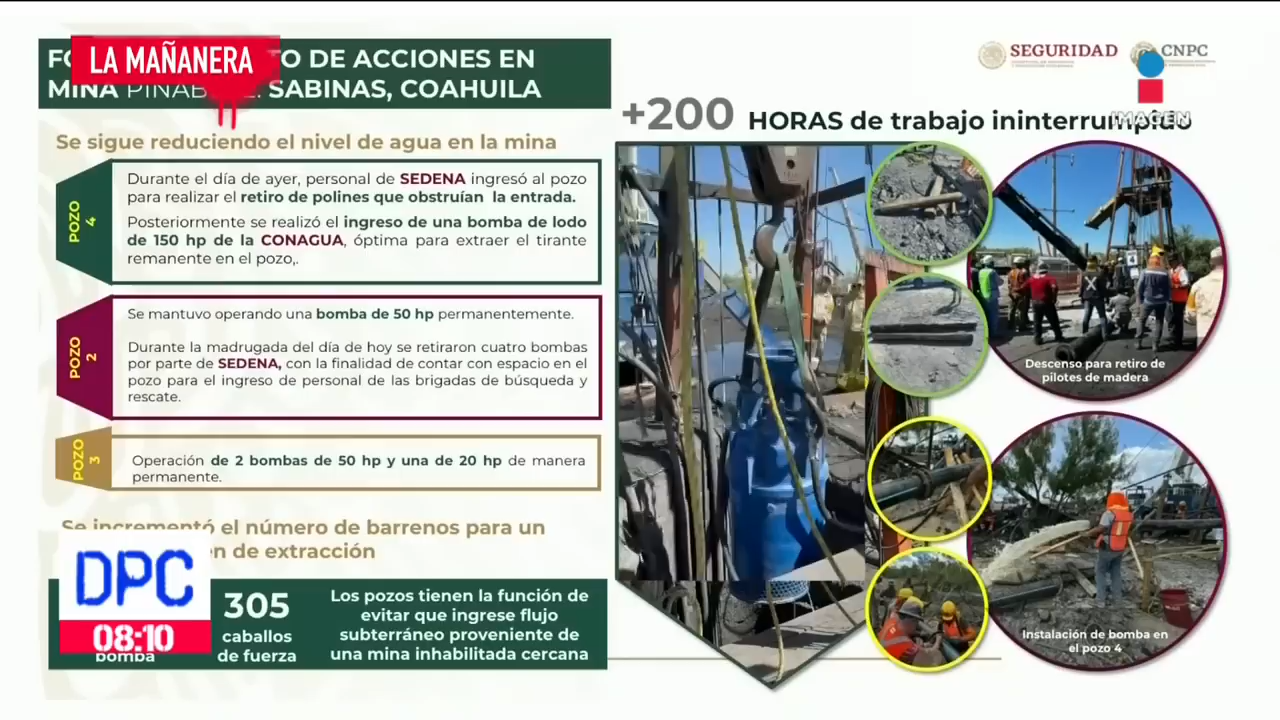 LA MAÑANERA
TO DE ACCIONES EN
MINA PINAB SABINAS, COAHUILA
SEGURIDAD
CNPC
IMAGEN
+200 HORAS de trabajo ininterrumpido
Se sigue reduciendo el nivel de agua en la mina
POZO 4
Durante el día de ayer, personal de SEDENA ingresó al pozo
para realizar el retiro de polines que obstruían la entrada.
Posteriormente se realizó el ingreso de una bomba de lodo
de 150 hp de la CONAGUA, óptima para extraer el tirante
remanente en el pozo,.
POZO 2
Se mantuvo operando una bomba de 50 hp permanentemente.
Durante la madrugada del día de hoy se retiraron cuatro bombas
por parte de SEDENA, con la finalidad de contar con espacio en el
pozo para el ingreso de personal de las brigadas de búsqueda y
rescate.
POZO 3
Operación de 2 bombas de 50 hp y una de 20 hp de manera
permanente.
Se incrementó el número de barrenos para un
en de extracción
DPC
08:10
bomba
305
caballos
de fuerza
Los pozos tienen la función de
evitar que ingrese flujo
subterráneo proveniente de
una mina inhabilitada cercana
Descenso para retiro de
pilotes de madera
Instalación de bomba en
el pozo 4